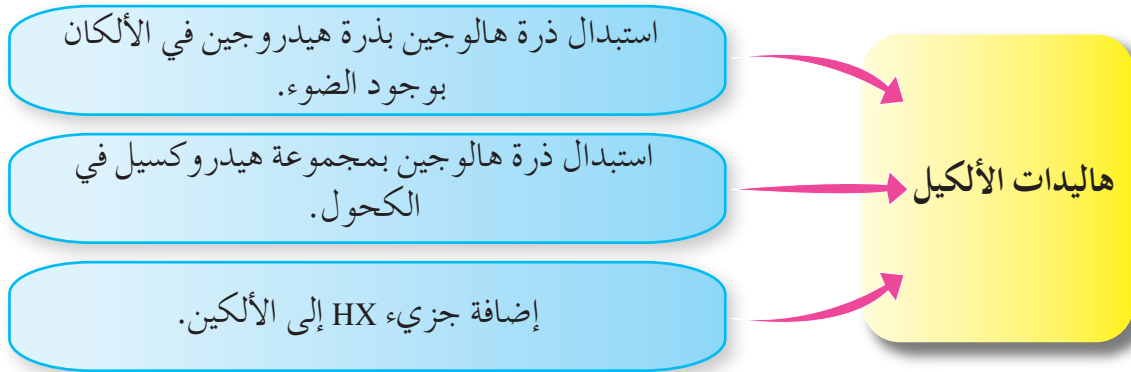 استبدال ذرة هالوجين بذرة هيدروجين في الألكان
بوجود الضوء.
استبدال ذرة هالوجين بمجموعة هيدروكسيل في
الكحول.
إضافة جزيء HX إلى الألكين.
هاليدات الألكيل